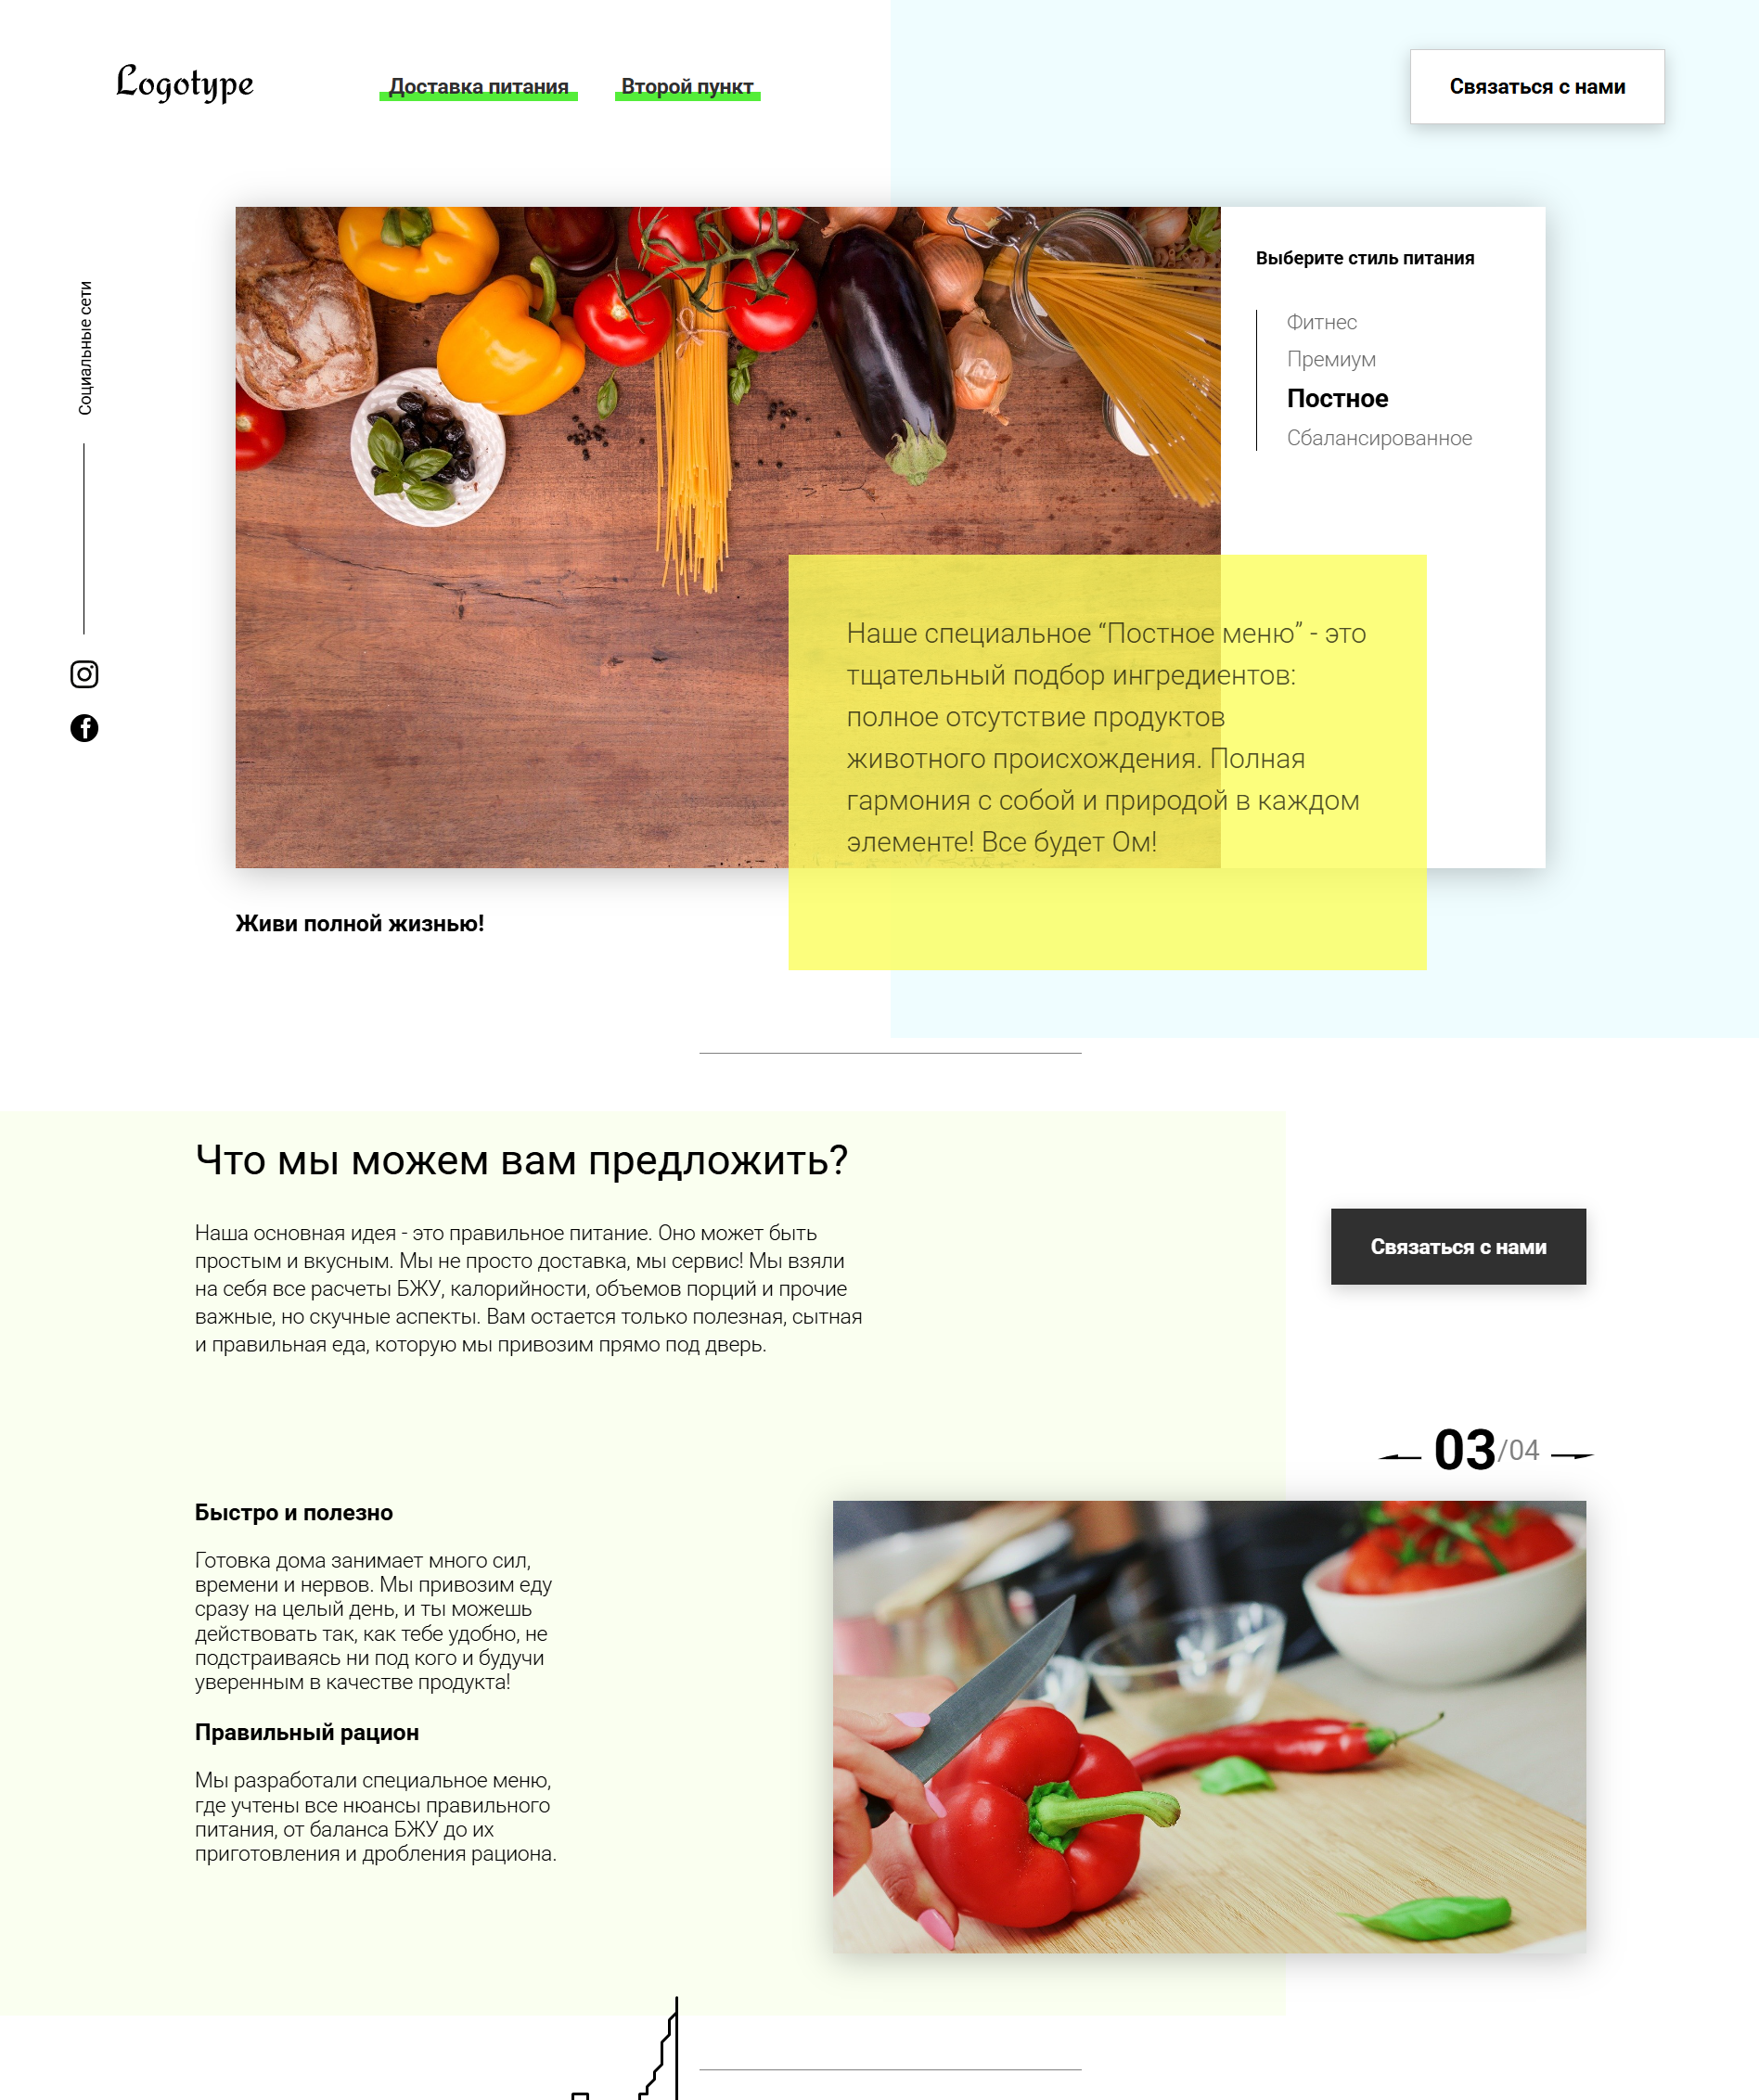 Logotype
Доставка питания
Второй пункт
Связаться с нами
Социальные сети
Выберите стиль питания
Фитнес
Премиум
Постное
Сбалансированное
Наше специальное “Постное меню” - это
тщательный подбор ингредиентов:
полное отсутствие продуктов
животного происхождения. Полная
гармония с собой и природой в каждом
элементе! Все будет Ом!
Живи полной жизнью!
Что мы можем вам предложить?
Наша основная идея - это правильное питание. Оно может быть
простым и вкусным. Мы не просто доставка, мы сервис! Мы взяли
на себя все расчеты БЖУ, калорийности, объемов порций и прочие
важные, но скучные аспекты. Вам остается только полезная, сытная
и правильная еда, которую мы привозим прямо под дверь.
Связаться с нами
03/04
Быстро и полезно
Готовка дома занимает много сил,
времени и нервов. Мы привозим еду
сразу на целый день, и ты можешь
действовать так, как тебе удобно, не
подстраиваясь ни под кого и будучи
уверенным в качестве продукта!
Правильный рацион
Мы разработали специальное меню,
где учтены все нюансы правильного
питания, от баланса БЖУ до их
приготовления и дробления рациона.